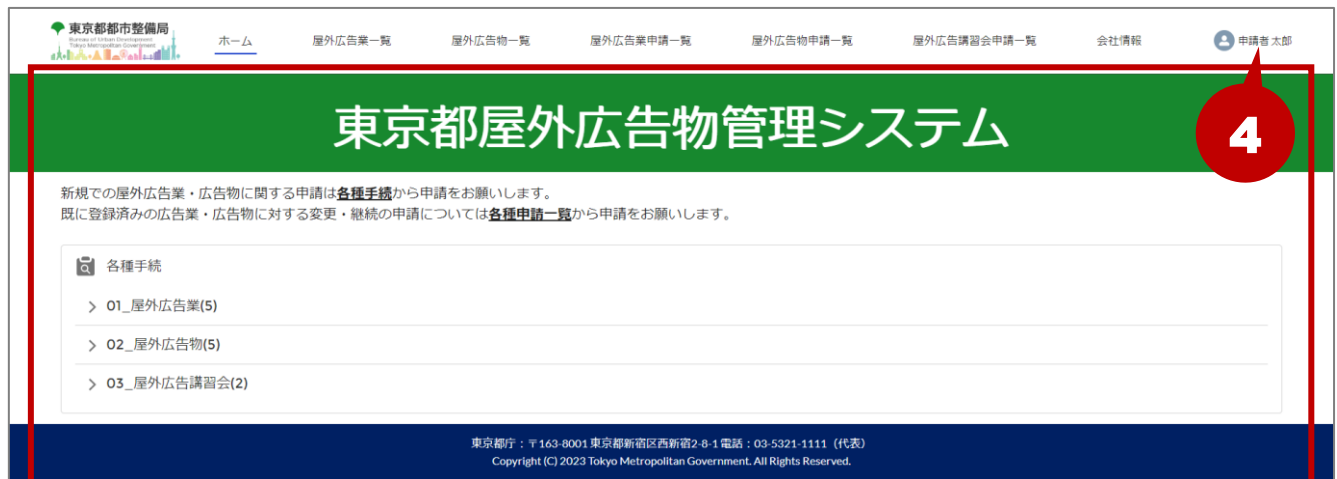 東京都都市整備局
Bureau of Urban Development
Tokyo Metropolitan Government
ホーム
屋外広告業一覧
屋外広告物一覧
屋外広告業申請一覧
屋外広告物申請一覧
屋外広告講習会申請一覧
会社情報
申請者 太郎
4
東京都屋外広告物管理システム
新規での屋外広告業・広告物に関する申請は各種手続から申請をお願いします。
既に登録済みの広告業・広告物に対する変更・継続の申請については各種申請一覧から申請をお願いします。
各種手続
01_屋外広告業(5)
02_屋外広告物(5)
03_屋外広告講習会(2)
東京都庁：〒163-8001 東京都新宿区西新宿2-8-1 電話：03-5321-1111（代表）
Copyright (C) 2023 Tokyo Metropolitan Government. All Rights Reserved.